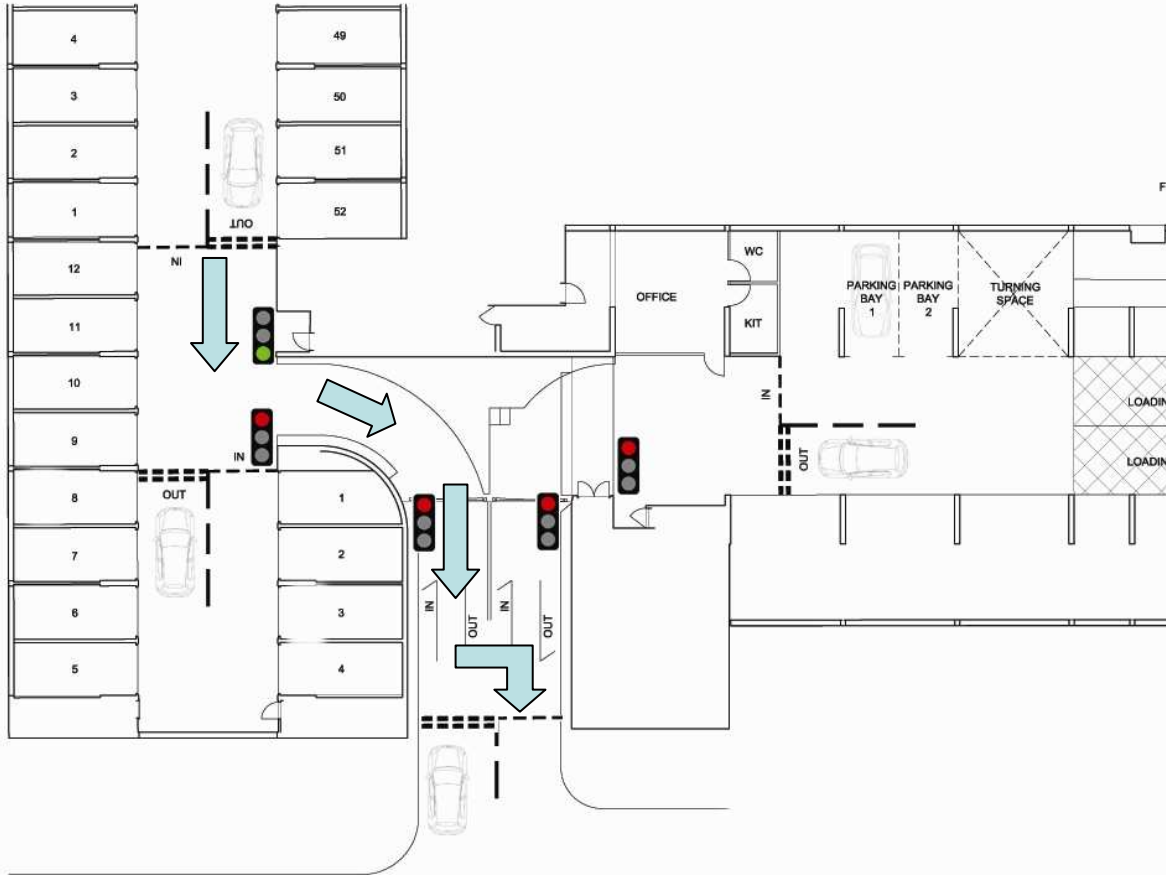 4
3
2
1
12
11
10
9
8
7
6
5
49
50
51
52
OUT
IN
IN
OUT
1
2
3
4
IN
OUT
IN
OUT
OFFICE
WC
KIT
PARKING
BAY
1
PARKING
BAY
2
TURNING
SPACE
IN
OUT
LOADIN
LOADIN
F